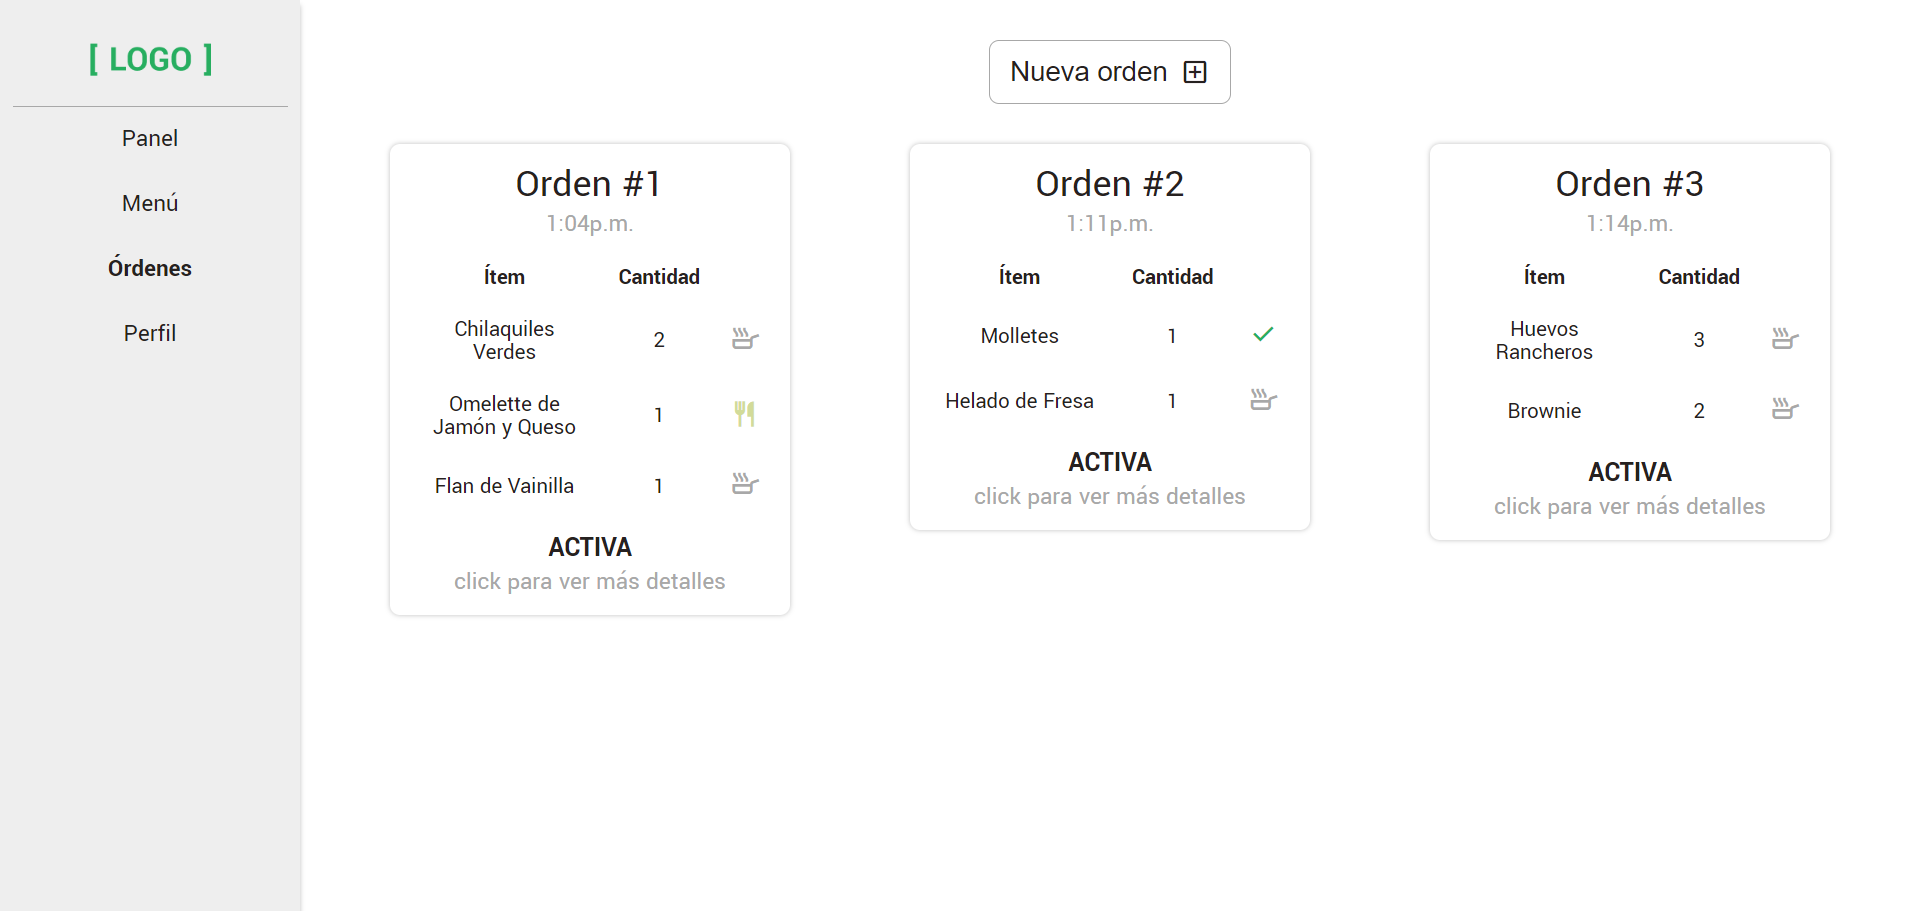 [ LOGO ]
Panel
Menú
Órdenes
Perfil
Nueva orden
Orden #1
1:04p.m.
Ítem Cantidad
Chilaquiles
Verdes 2
Omelette de
Jamón y Queso 1
Flan de Vainilla 1
ACTIVA
click para ver más detalles
Orden #2
1:11p.m.
Ítem Cantidad
Molletes 1
Helado de Fresa 1
ACTIVA
click para ver más detalles
Orden #3
1:14p.m.
Ítem Cantidad
Huevos
Rancheros 3
Brownie 2
ACTIVA
click para ver más detalles